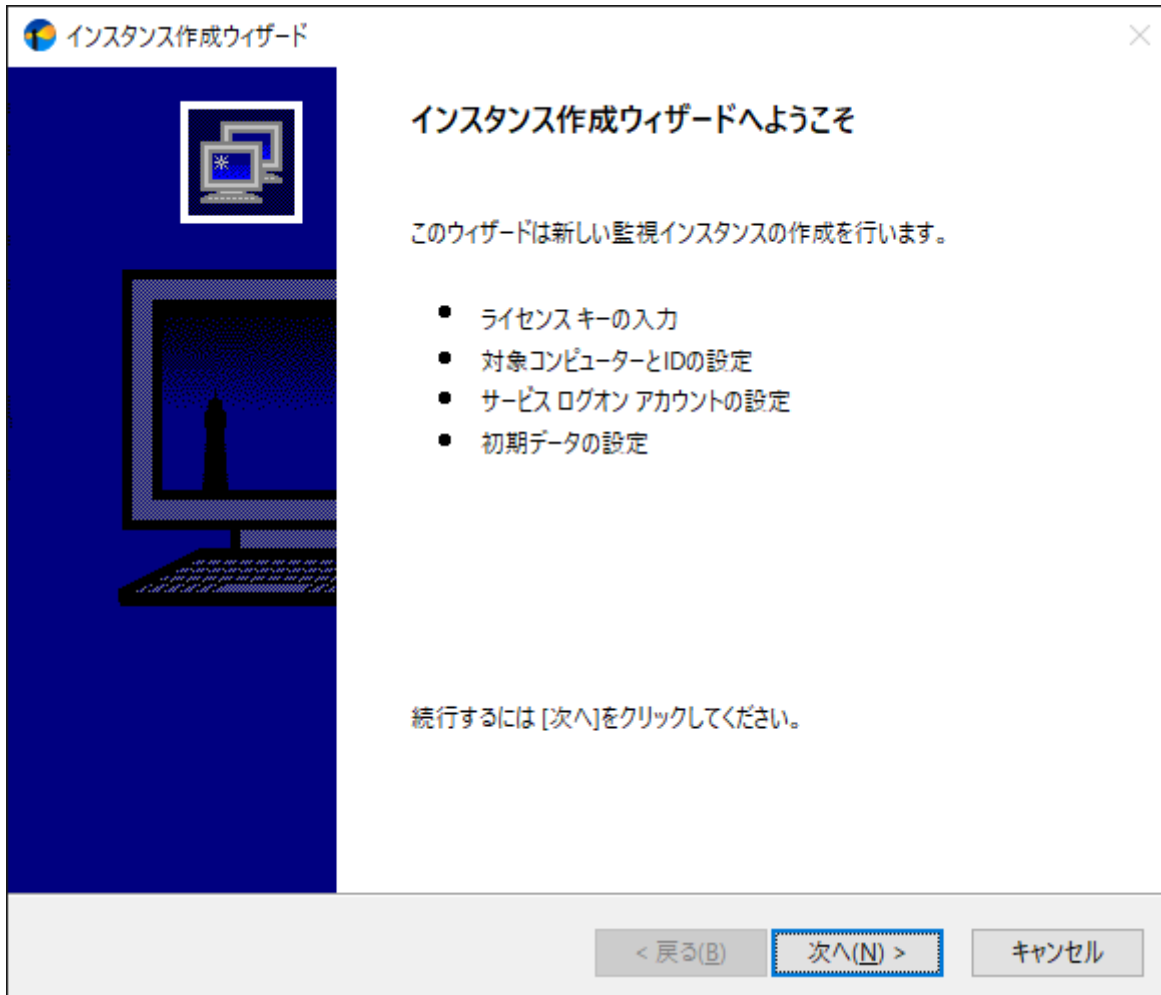 インスタンス作成ウィザード
インスタンス作成ウィザードへようこそ
このウィザードは新しい監視インスタンスの作成を行います。
ライセンス キーの入力
対象コンピューターとIDの設定
サービス ログオン アカウントの設定
初期データの設定
続行するには [次へ]をクリックしてください。
< 戻る(B)
次へ(N) >
キャンセル